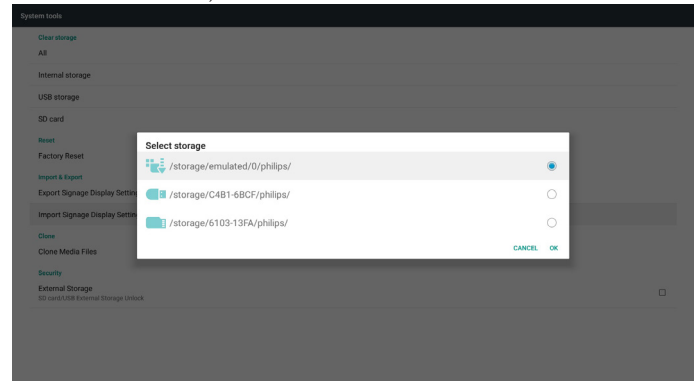 System tools
Clear storage
All
Internal storage
USB storage
SD card
Reset
Factory Reset
Import & Export
Export Signage Display Setting
Import Signage Display Settin
Clone
Clone Media Files
Security
External Storage
SD card/USB External Storage Unlock
Select storage
/storage/emulated/0/philips/
/storage/C4B1-6BCF/philips/
/storage/6103-13FA/philips/
CANCEL OK